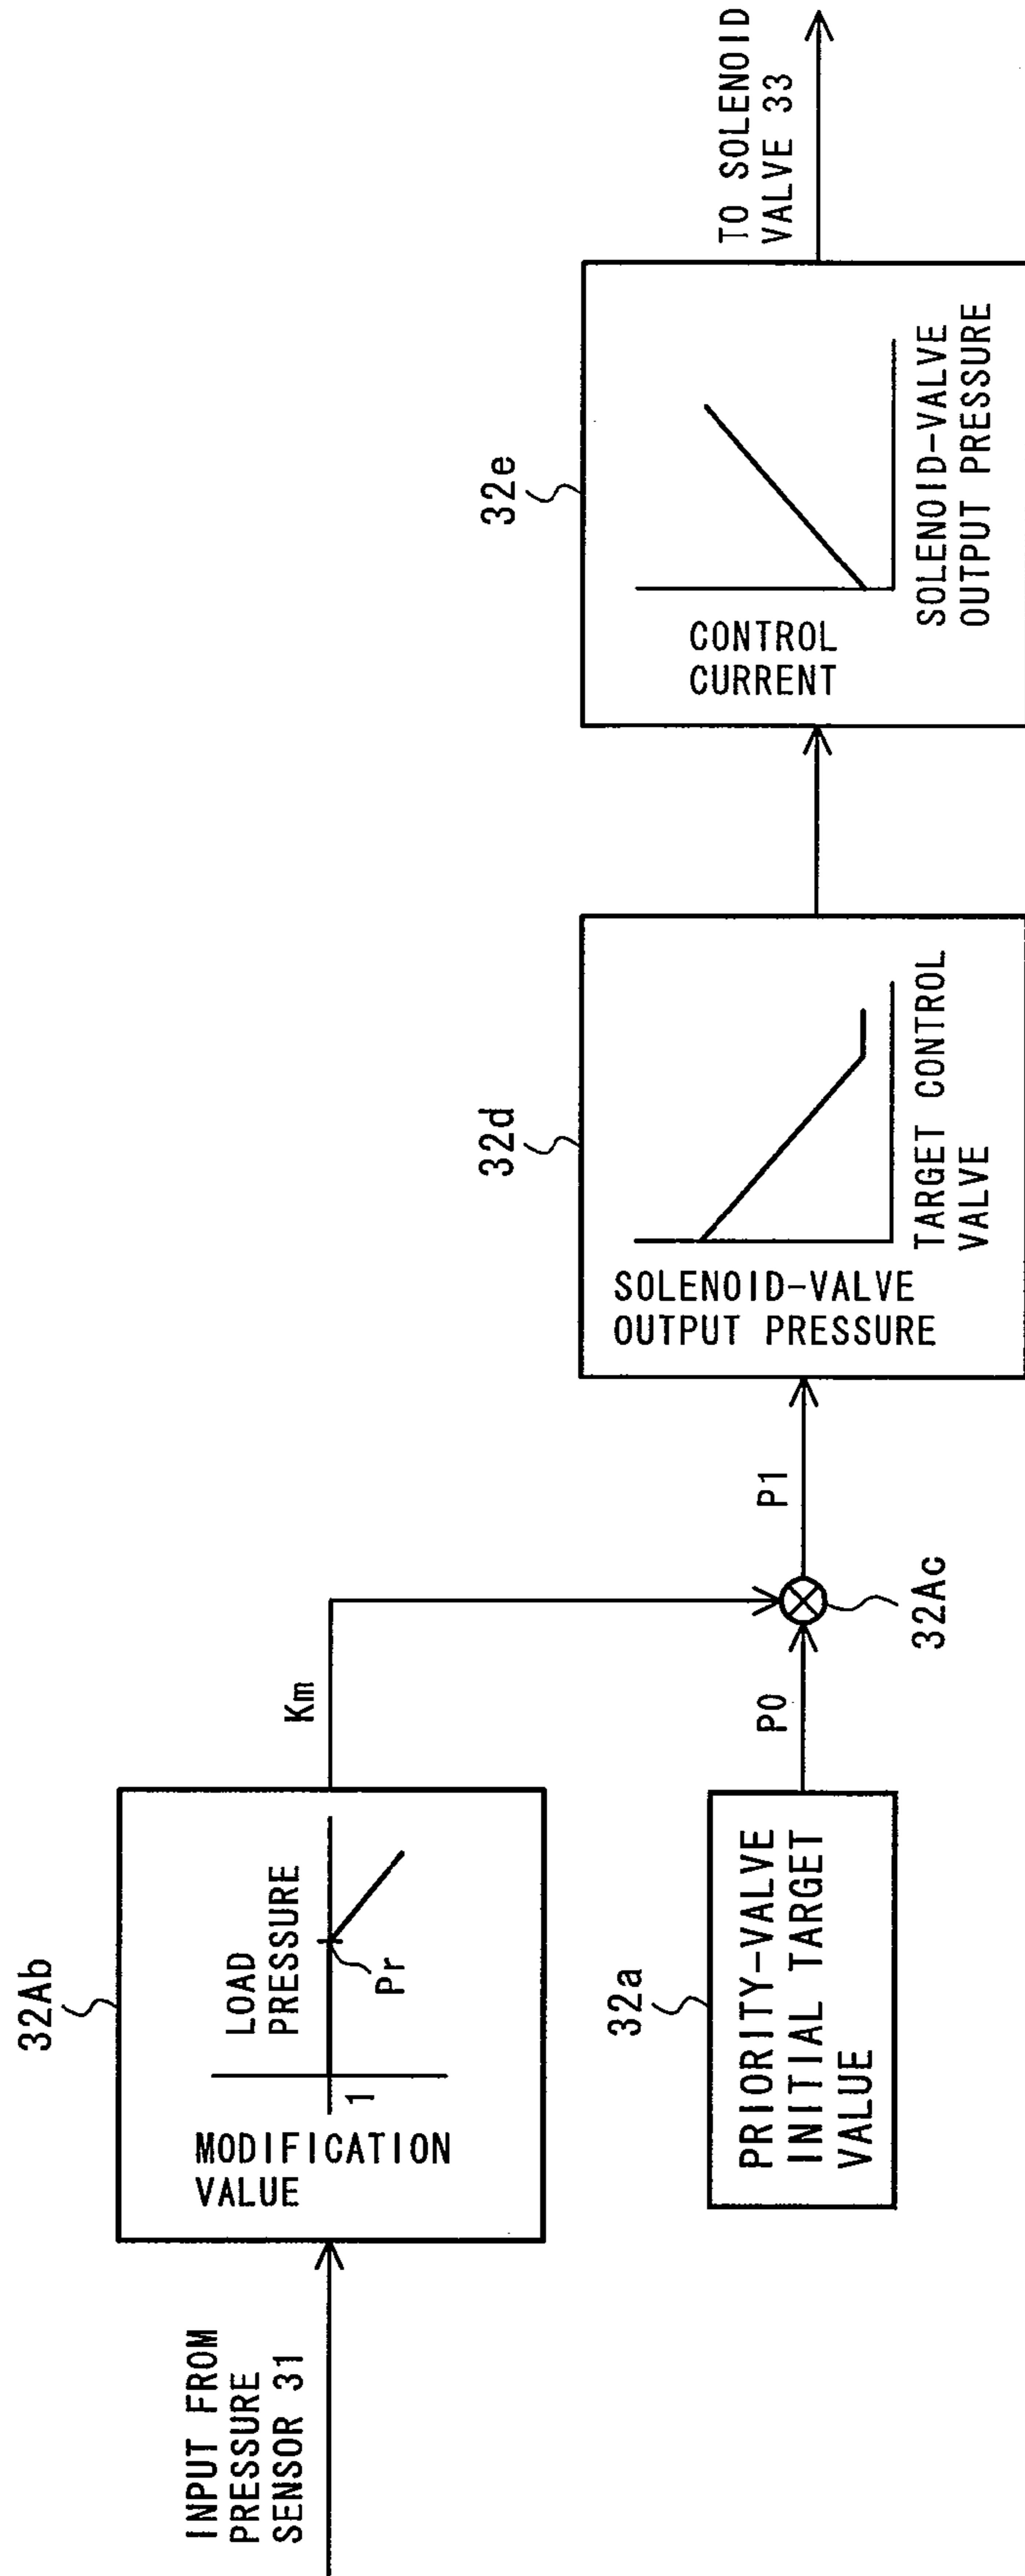 INPUT FROM
PRESSURE
SENSOR 31
32Ab
MODIFICATION
VALUE
LOAD
PRESSURE
1
Pr
Km
32a
PRIORITY-VALVE
INITIAL TARGET
VALUE
P0
32Ac
P1
32d
SOLENOID-VALVE
OUTPUT PRESSURE
TARGET CONTROL
VALVE
32e
CONTROL
CURRENT
SOLENOID-VALVE
OUTPUT PRESSURE
TO SOLENOID
VALVE 33